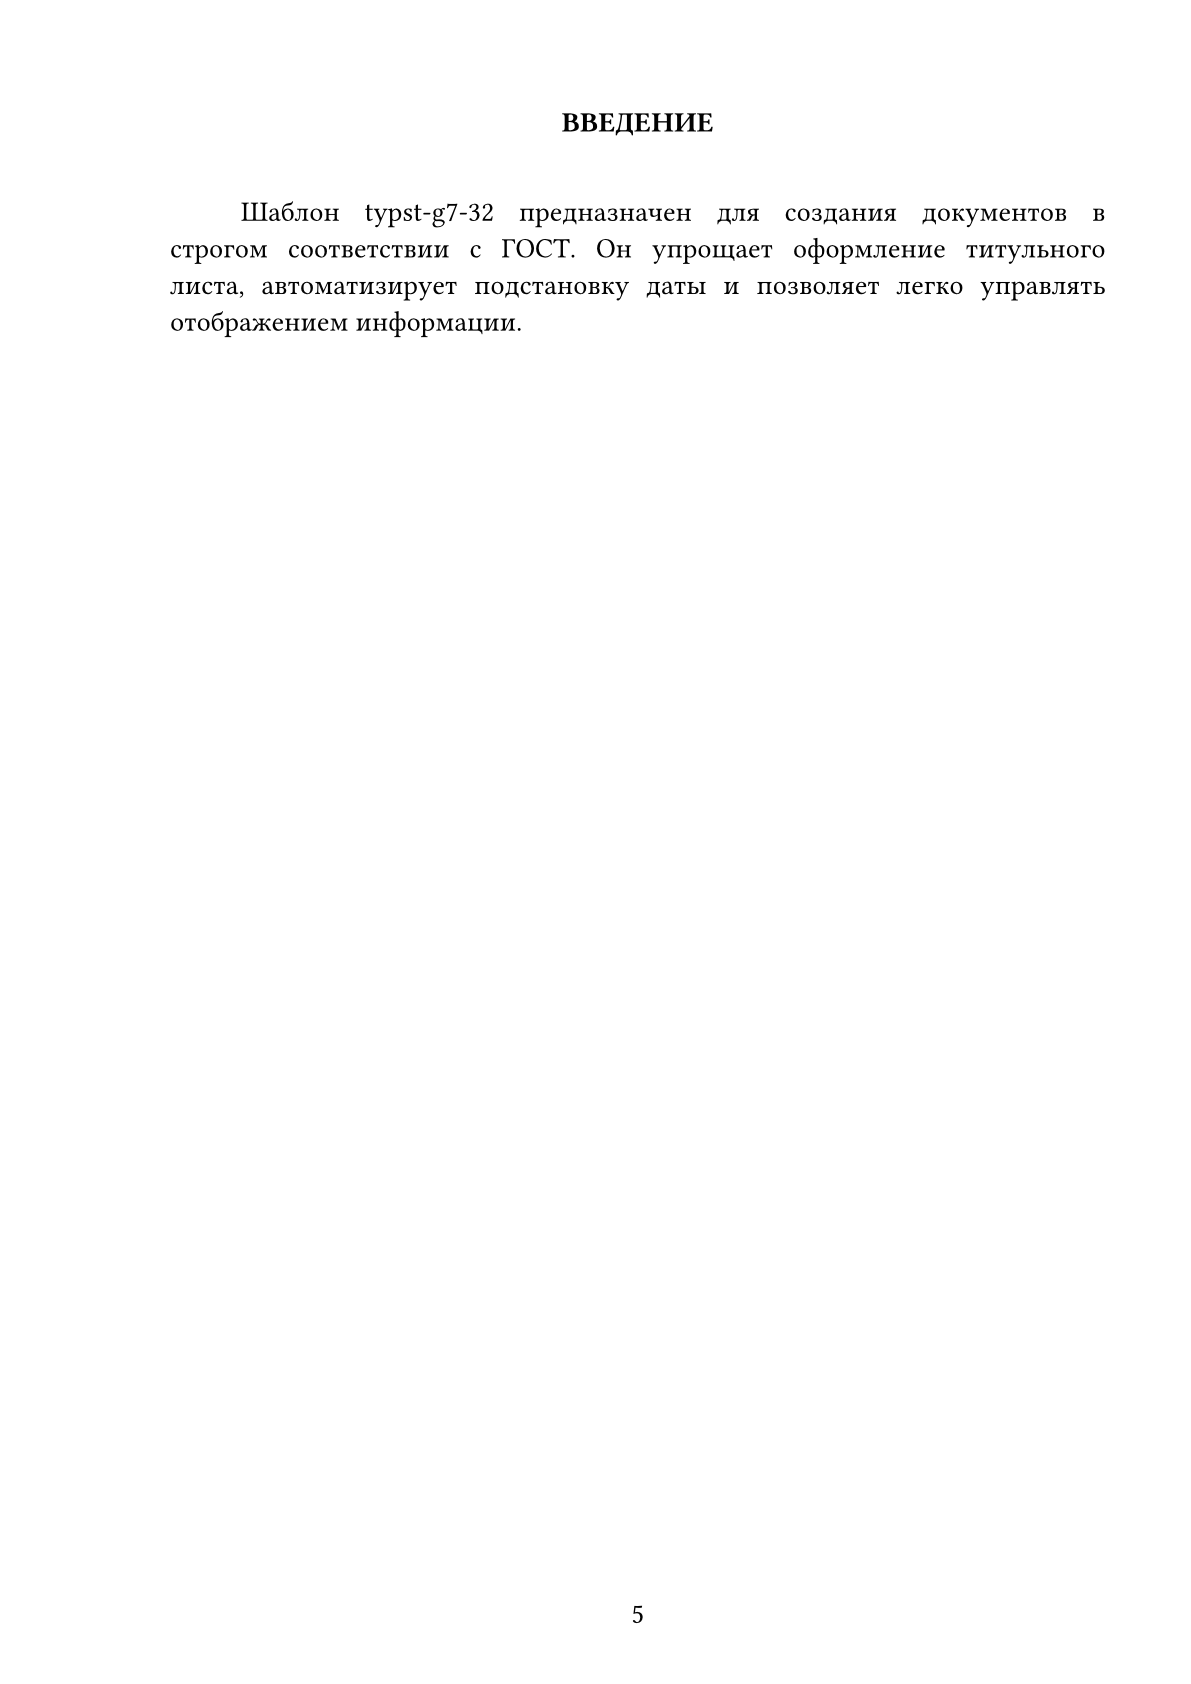 ВВЕДЕНИЕ
Шаблон typst-g7-32 предназначен для создания документов в
строгом соответствии с ГОСТ. Он упрощает оформление титульного
листа, автоматизирует подстановку даты и позволяет легко управлять
отображением информации.
5